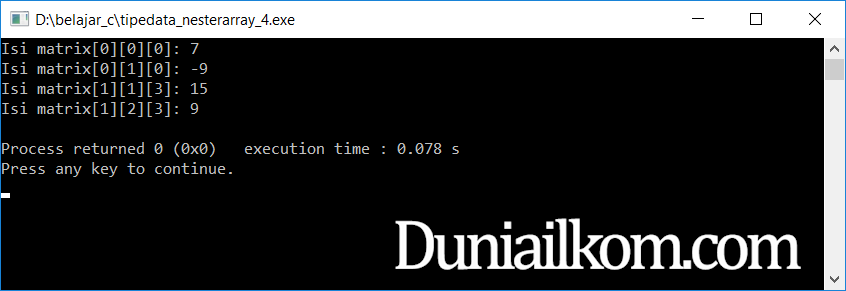 D:\belajar_c\tipedata_nesterarray_4.exe
Isi matrix[0][0][0]: 7
Isi matrix[0][1][0]: -9
Isi matrix[1][1][3]: 15
Isi matrix[1][2][3]: 9
Process returned 0 (0x0)   execution time : 0.078 s
Press any key to continue.
Duniailkom.com